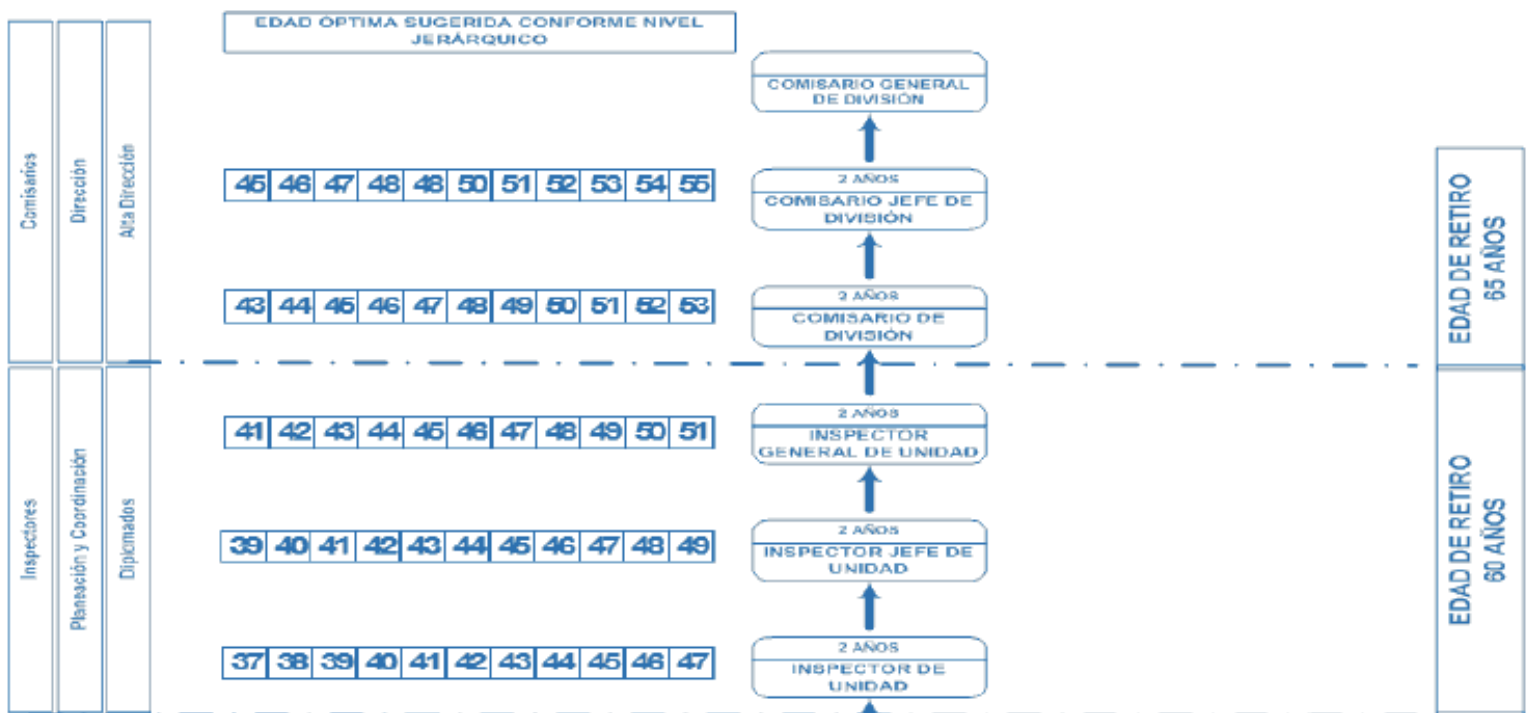 EDAD OPTIMA SUGERIDA CONFORME NIVEL
JERÁRQUICO
COMISARIO GENERAL
DE DIVISIÓN
Comisarios
Dirección
Alta Dirección
45 46 47 48 48 50 51 52 53 54 55
2 AÑOS
COMISARIO JEFE DE
DIVISIÓN
43 44 45 46 47 48 49 50 51 52 53
2 AÑOS
COMISARIO DE
DIVISIÓN
EDAD DE RETIRO
65 AÑOS
Inspectores
Planeación y Coordinación
Diplomados
41 42 43 44 45 46 47 48 49 50 51
2 AÑOS
INSPECTOR
GENERAL DE UNIDAD
39 40 41 42 43 44 45 46 47 48 49
2 AÑOS
INSPECTOR JEFE DE
UNIDAD
37 38 39 40 41 42 43 44 45 46 47
2 AÑOS
INSPECTOR DE
UNIDAD
EDAD DE RETIRO
60 AÑOS